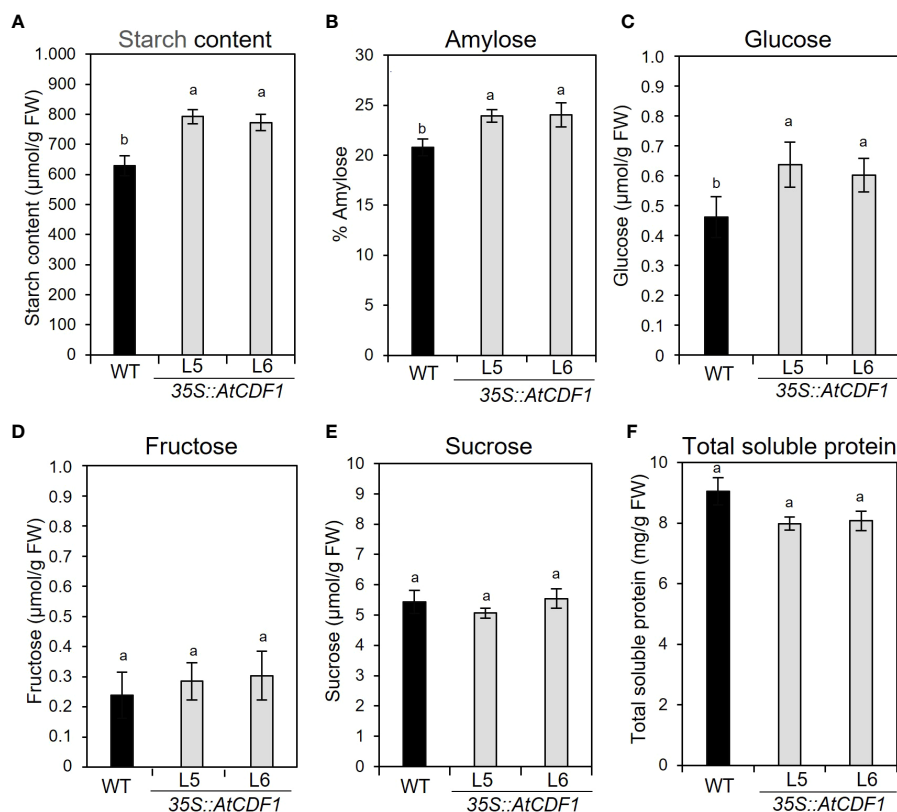 A
Starch content
Starch content (µmol/g FW)
1.000
900
800
700
600
500
400
300
200
100
0
b
a
a
WT
L5
L6
35S::AtCDF1
B
Amylose
% Amylose
30
25
20
15
10
5
0
b
a
a
WT
L5
L6
35S::AtCDF1
C
Glucose
Glucose (µmol/g FW)
1.0
0.9
0.8
0.7
0.6
0.5
0.4
0.3
0.2
0.1
0
b
a
a
WT
L5
L6
35S::AtCDF1
D
Fructose
Fructose (µmol/g FW)
1.0
0.9
0.8
0.7
0.6
0.5
0.4
0.3
0.2
0.1
0
a
a
a
WT
L5
L6
35S::AtCDF1
E
Sucrose
Sucrose (µmol/g FW)
10
9
8
7
6
5
4
3
2
1
0
a
a
a
WT
L5
L6
35S::AtCDF1
F
Total soluble protein
Total soluble protein (mg/g FW)
10
8
6
4
2
0
a
a
a
WT
L5
L6
35S::AtCDF1